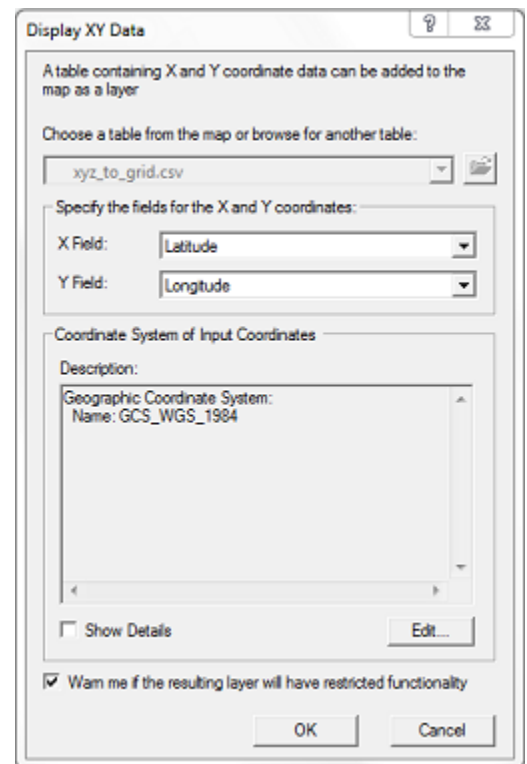 Display XY Data
A table containing X and Y coordinate data can be added to the
map as a layer
Choose a table from the map or browse for another table:
xyz_to_grid.csv
Specify the fields for the X and Y coordinates:
X Field:
Latitude
Y Field:
Longitude
Coordinate System of Input Coordinates
Description:
Geographic Coordinate System:
Name: GCS_WGS_1984
Show Details
Edit...
Warn me if the resulting layer will have restricted functionality
OK
Cancel